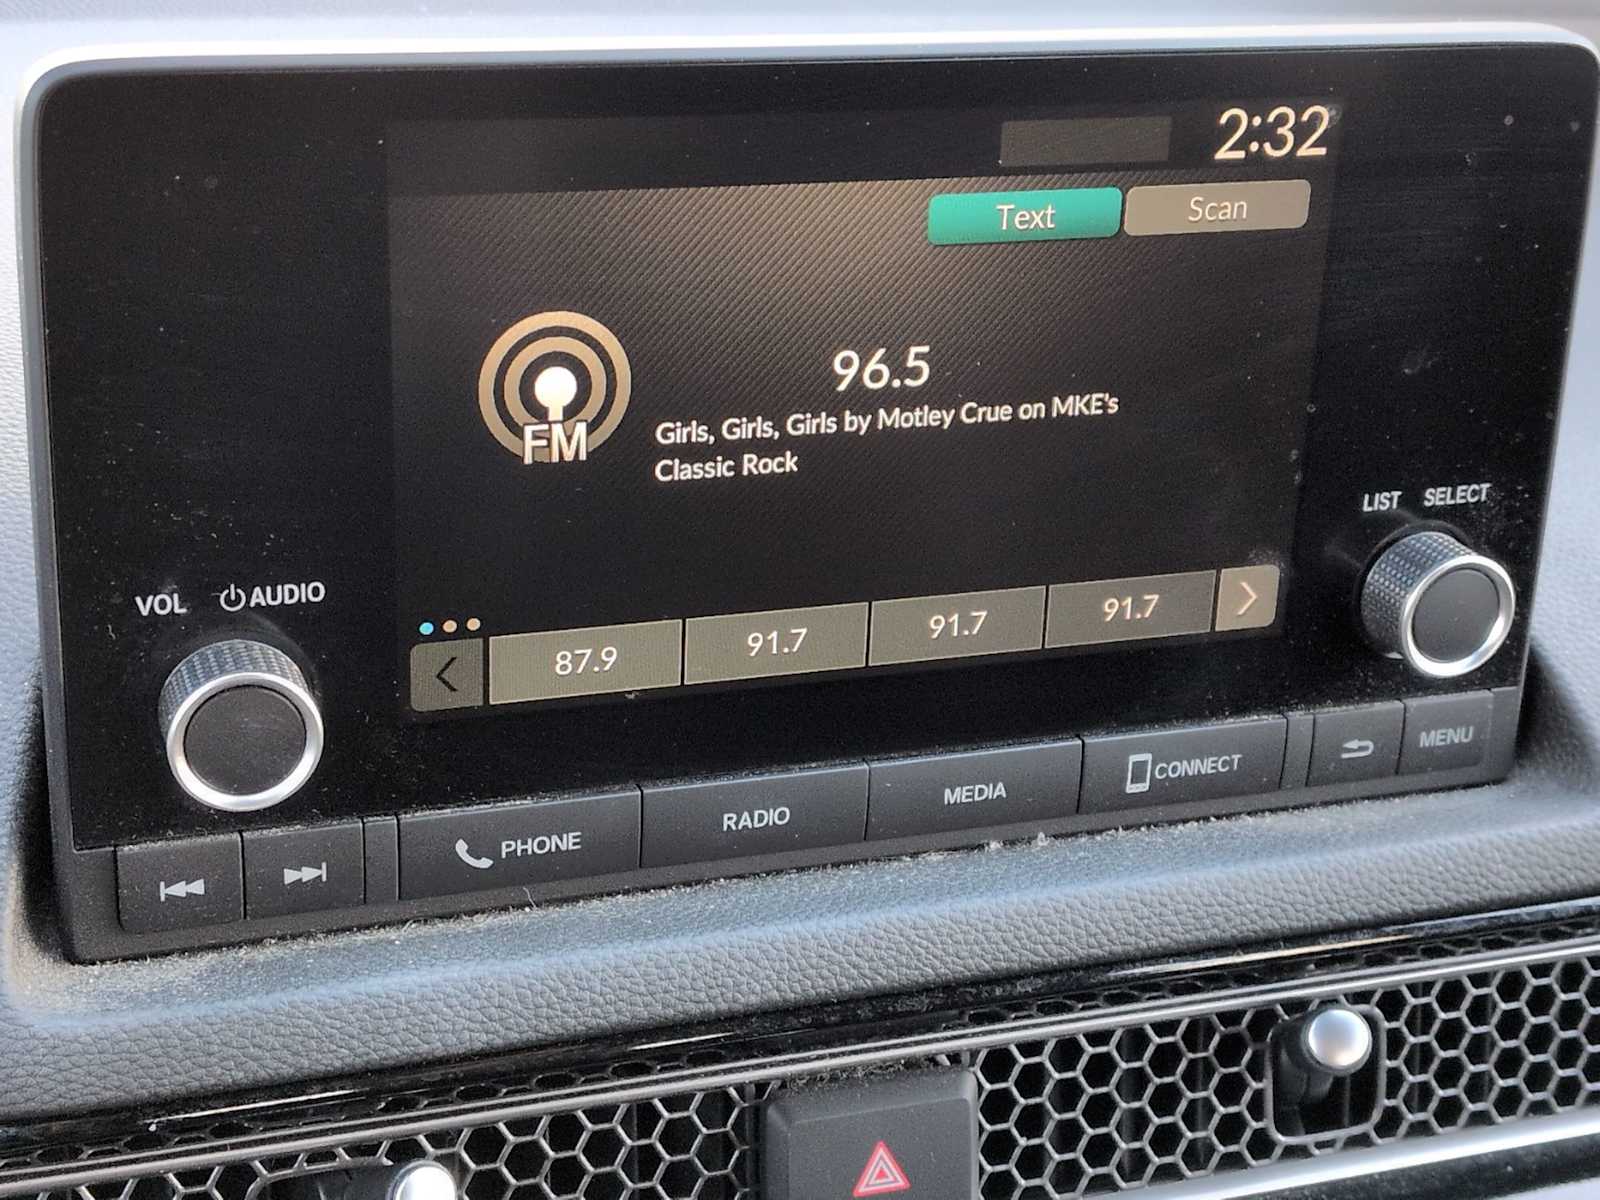 2:32
Text Scan
96.5
FM
Girls, Girls, Girls by Motley Crue on MKE's
Classic Rock
LIST SELECT
VOL AUDIO
87.9 91.7 91.7 91.7
PHONE RADIO MEDIA CONNECT MENU